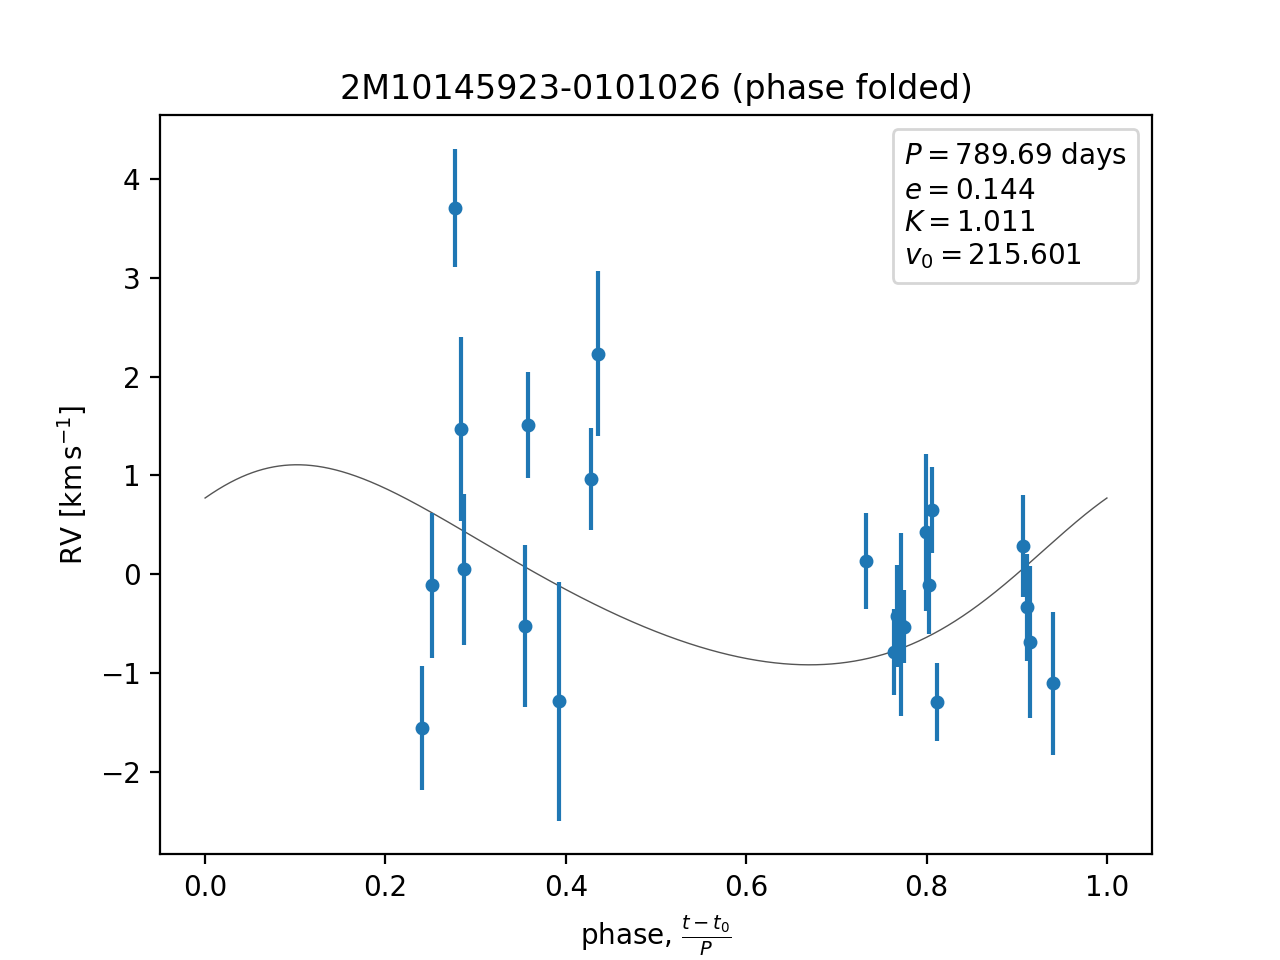 2M10145923-0101026 (phase folded)
P = 789.69 days
e = 0.144
K = 1.011
v₀ = 215.601
RV [km s⁻¹]
4
3
2
1
0
−1
−2
0.0 0.2 0.4 0.6 0.8 1.0
phase, (t − t₀)/P